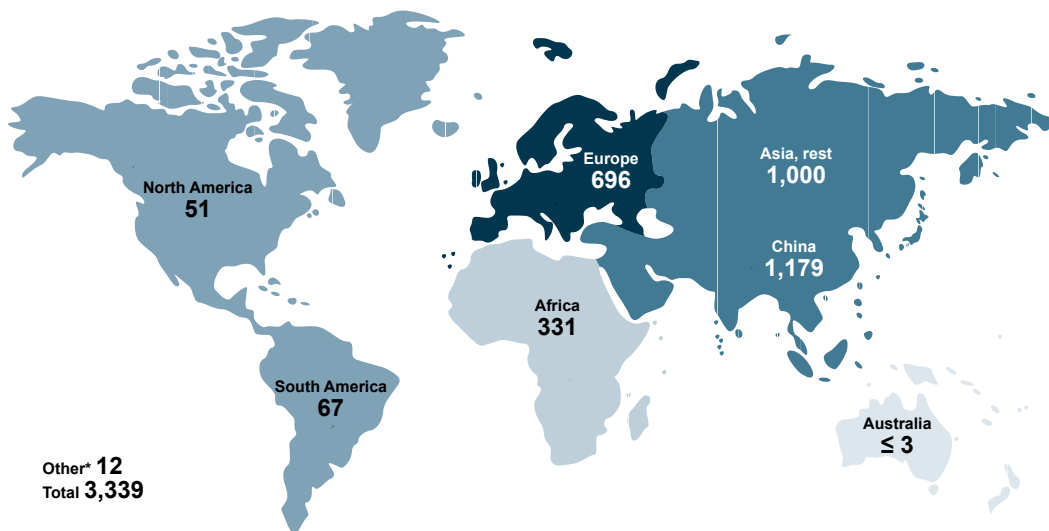 North America
51
Europe
696
Asia, rest
1,000
China
1,179
Africa
331
South America
67
Australia
≤ 3
Other* 12
Total 3,339